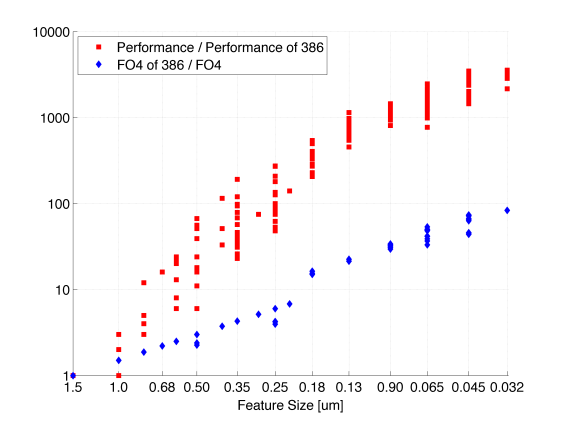 10000
Performance / Performance of 386
FO4 of 386 / FO4
1000
100
10
1
1.5 1.0 0.68 0.50 0.35 0.25 0.18 0.13 0.90 0.065 0.045 0.032
Feature Size [um]